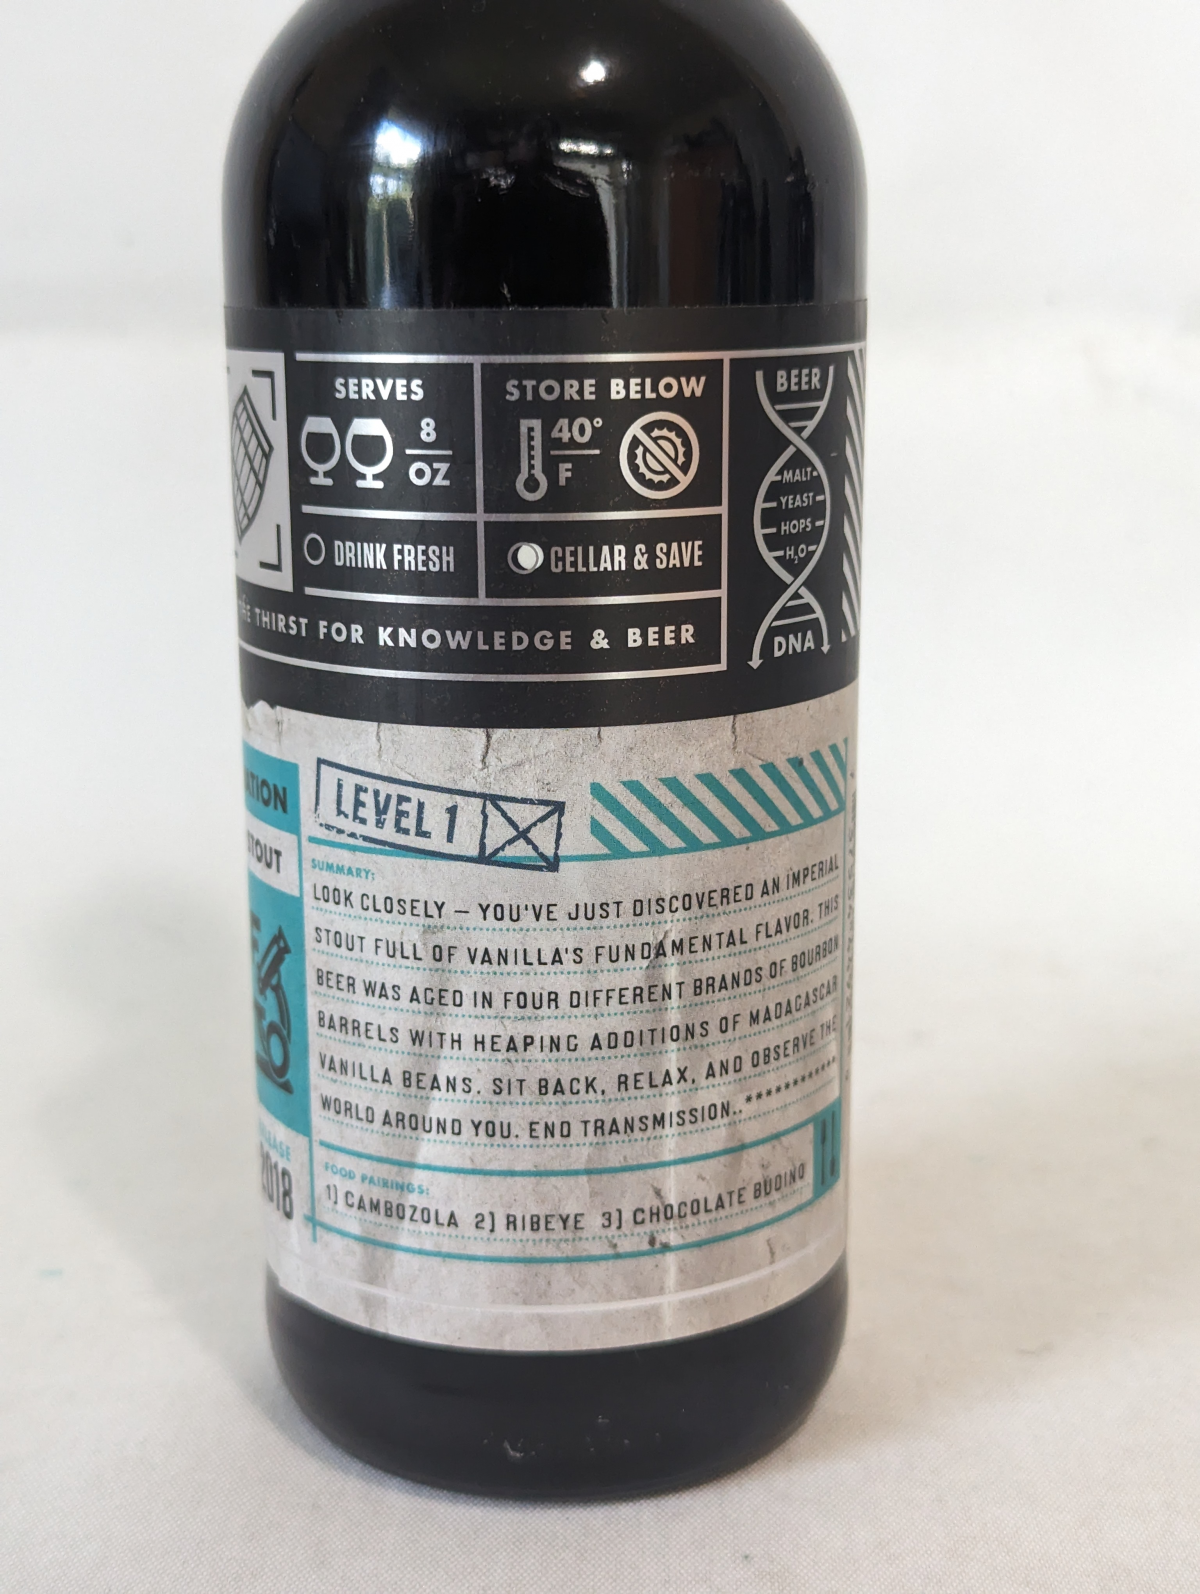 SERVES
8
OZ
STORE BELOW
40°
F
DRINK FRESH
CELLAR & SAVE
THIRST FOR KNOWLEDGE & BEER
BEER
MALT
YEAST
HOPS
H₂O
DNA
LEVEL 1
STOUT
2018
SUMMARY:
LOOK CLOSELY – YOU'VE JUST DISCOVERED AN IMPERIAL
STOUT FULL OF VANILLA'S FUNDAMENTAL FLAVOR. THIS
BEER WAS AGED IN FOUR DIFFERENT BRANDS OF BOURBON
BARRELS WITH HEAPING ADDITIONS OF MADAGASCAR
VANILLA BEANS. SIT BACK, RELAX, AND OBSERVE THE
WORLD AROUND YOU. END TRANSMISSION..************
FOOD PAIRINGS:
1] CAMBOZOLA 2] RIBEYE 3] CHOCOLATE BUDINO